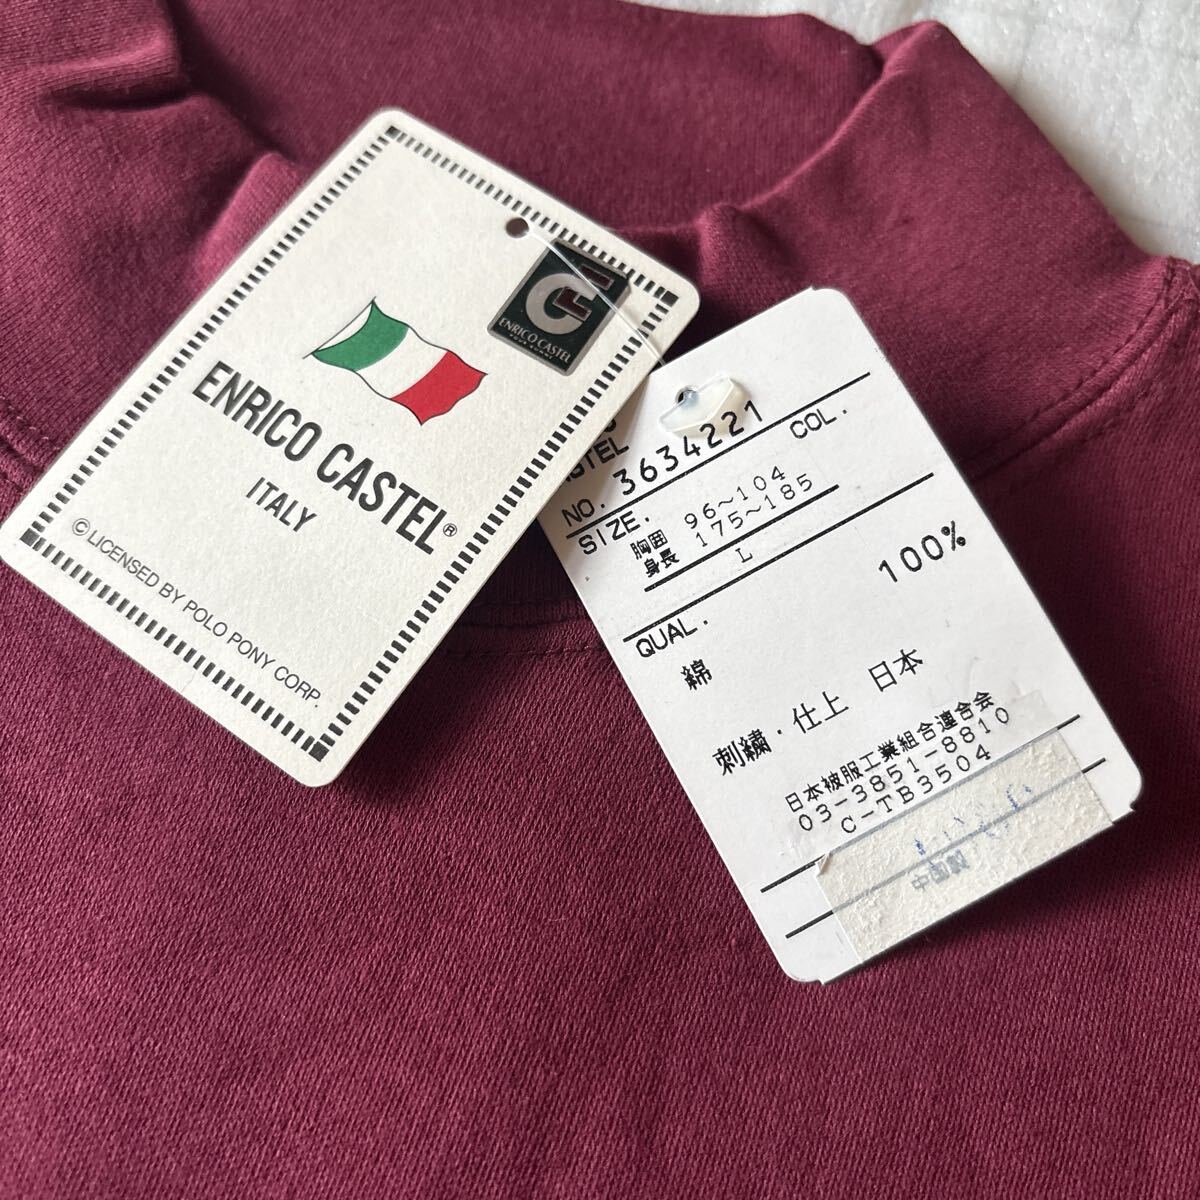 ENRICO CASTEL
POUR HOMME
ENRICO CASTEL®
ITALY
© LICENSED BY POLO PONY CORP.
NO. 3634221
COL.
SIZE.
胸囲 96〜104
身長 175〜185
L
QUAL.
綿 100%
刺繍・仕上 日本
日本被服工業組合連合会
03-3851-8810
C-TB3504
中国製